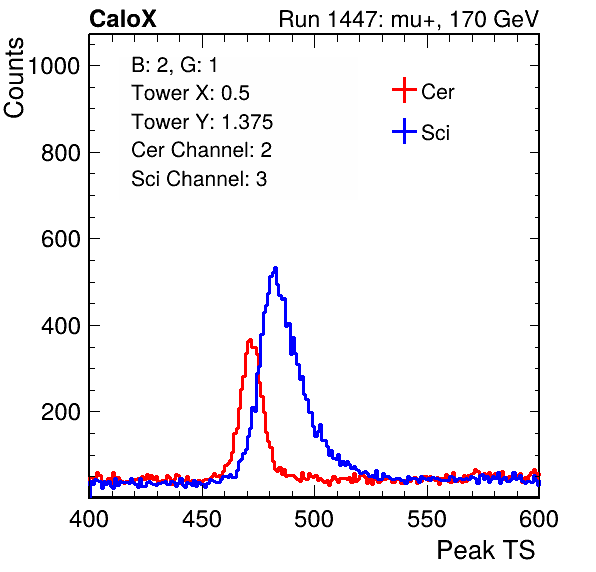 CaloX Run 1447: mu+, 170 GeV
Counts
1000
800
600
400
200
B: 2, G: 1
Tower X: 0.5
Tower Y: 1.375
Cer Channel: 2
Sci Channel: 3
Cer
Sci
400 450 500 550 600
Peak TS